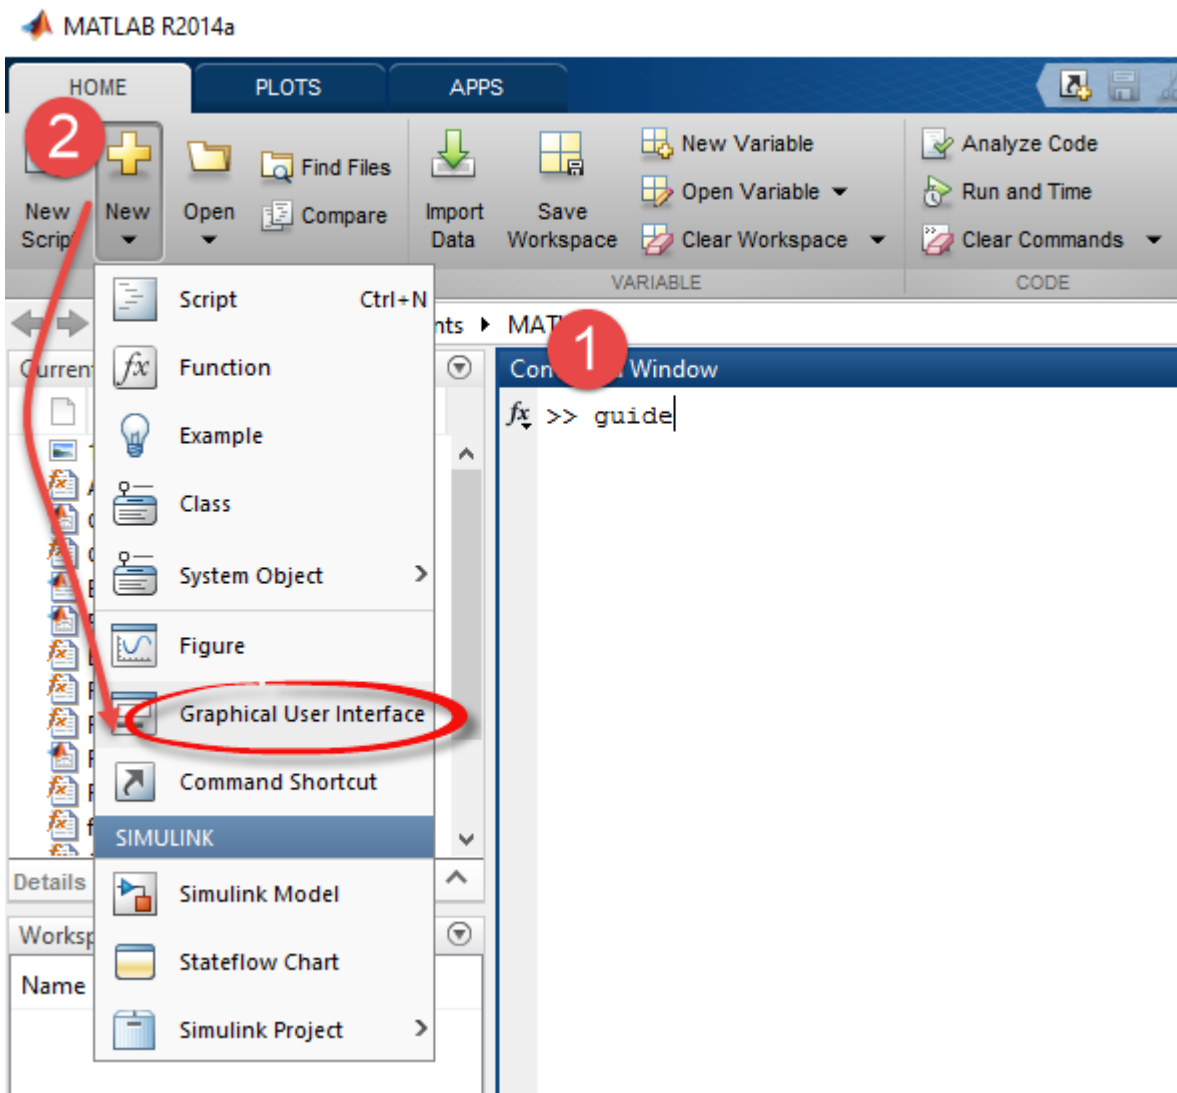 MATLAB R2014a
HOME
PLOTS
APPS
2
New
Script
New
Open
Find Files
Compare
Import
Data
Save
Workspace
New Variable
Open Variable
Clear Workspace
VARIABLE
Analyze Code
Run and Time
Clear Commands
CODE
Script Ctrl+N
Function
Example
Class
System Object
Figure
Graphical User Interface
Command Shortcut
SIMULINK
Simulink Model
Stateflow Chart
Simulink Project
1
Window
fx >> guide
Details
Name